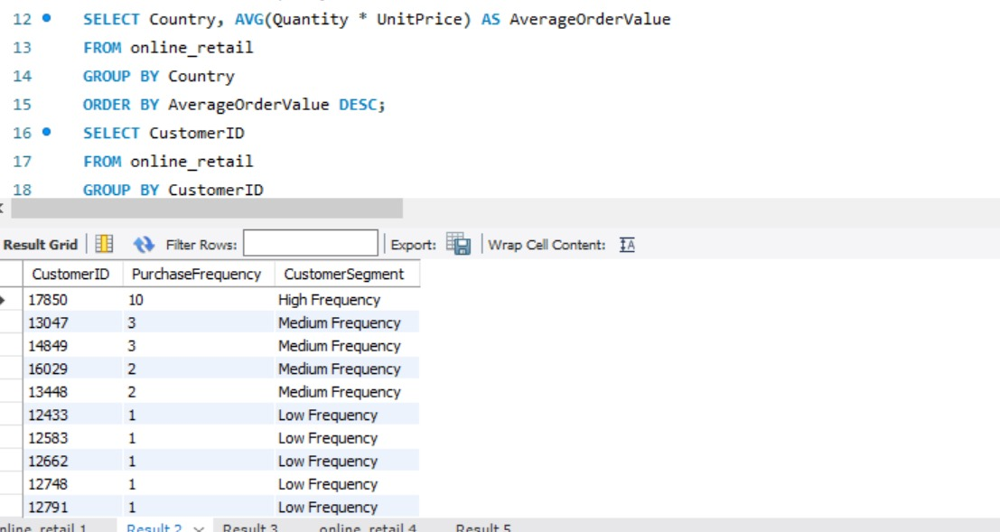 12 SELECT Country, AVG(Quantity * UnitPrice) AS AverageOrderValue
13 FROM online_retail
14 GROUP BY Country
15 ORDER BY AverageOrderValue DESC;
16 SELECT CustomerID
17 FROM online_retail
18 GROUP BY CustomerID
Result Grid Filter Rows: Export: Wrap Cell Content: IA
CustomerID PurchaseFrequency CustomerSegment
17850 10 High Frequency
13047 3 Medium Frequency
14849 3 Medium Frequency
16029 2 Medium Frequency
13448 2 Medium Frequency
12433 1 Low Frequency
12583 1 Low Frequency
12662 1 Low Frequency
12748 1 Low Frequency
12791 1 Low Frequency
nline_retail 1 Result 2 Result 3 online_retail 4 Result 5